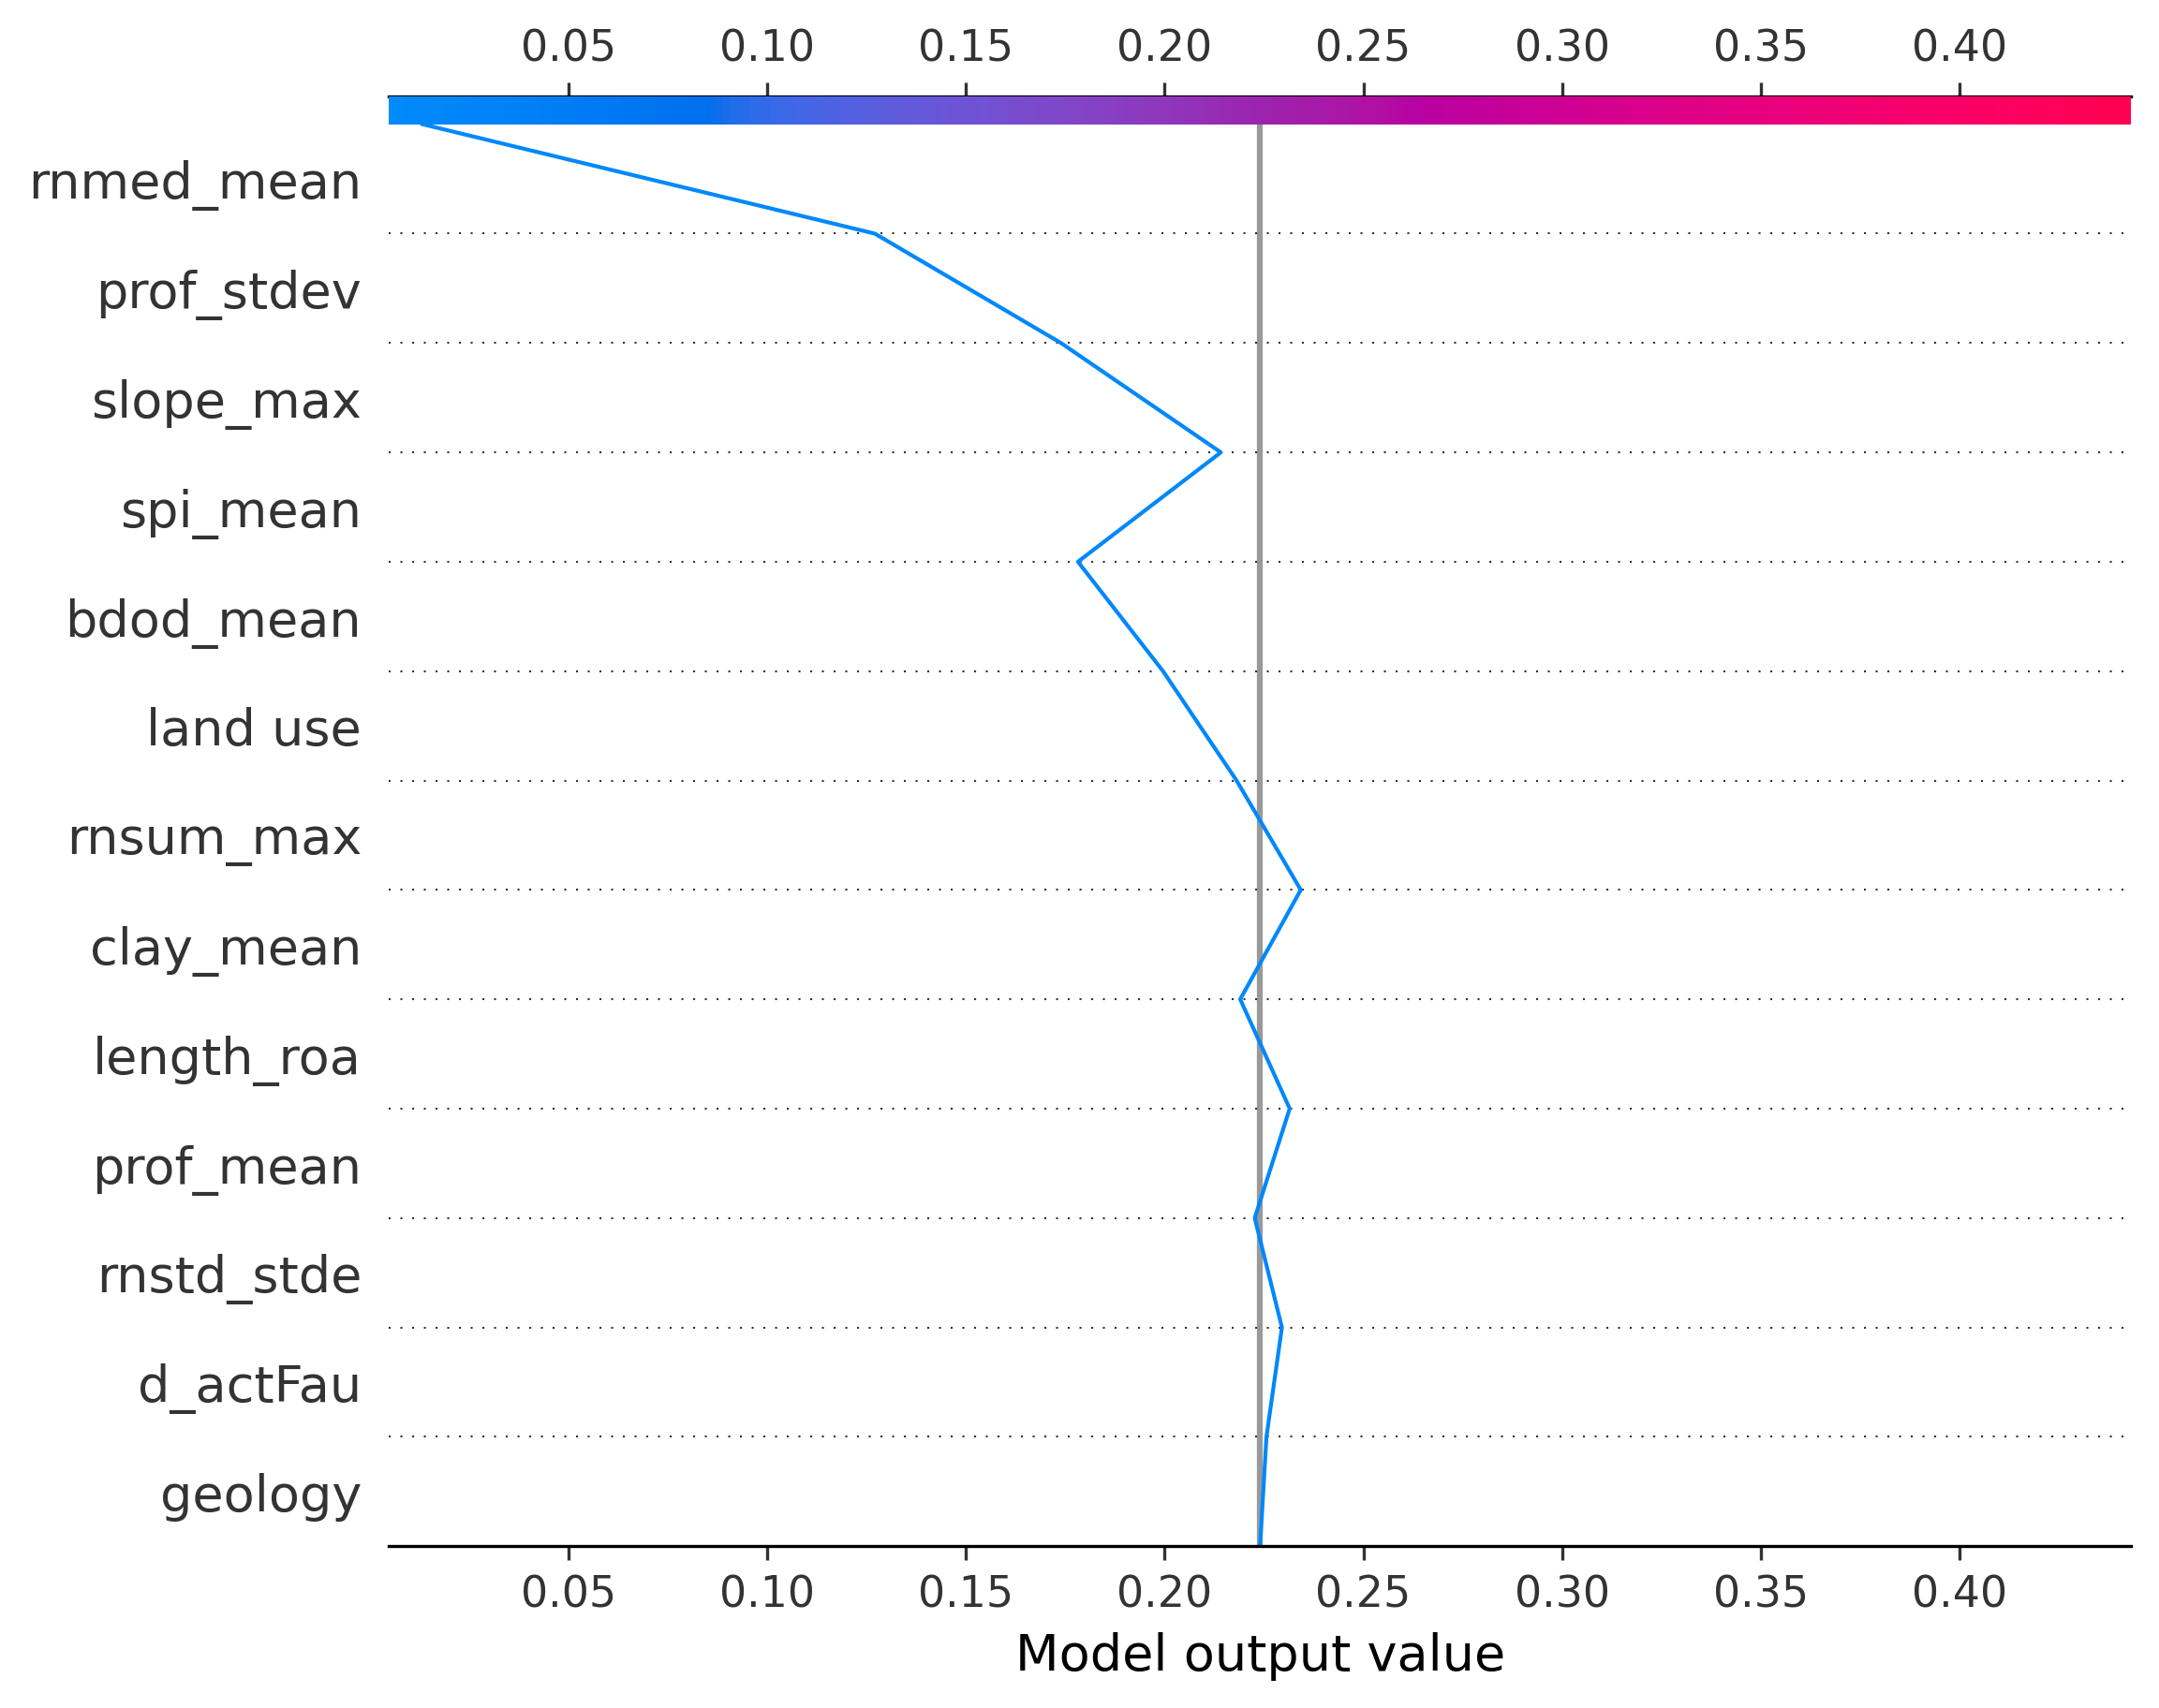 0.05 0.10 0.15 0.20 0.25 0.30 0.35 0.40
rnmed_mean
prof_stdev
slope_max
spi_mean
bdod_mean
land use
rnsum_max
clay_mean
length_roa
prof_mean
rnstd_stde
d_actFau
geology
0.05 0.10 0.15 0.20 0.25 0.30 0.35 0.40
Model output value